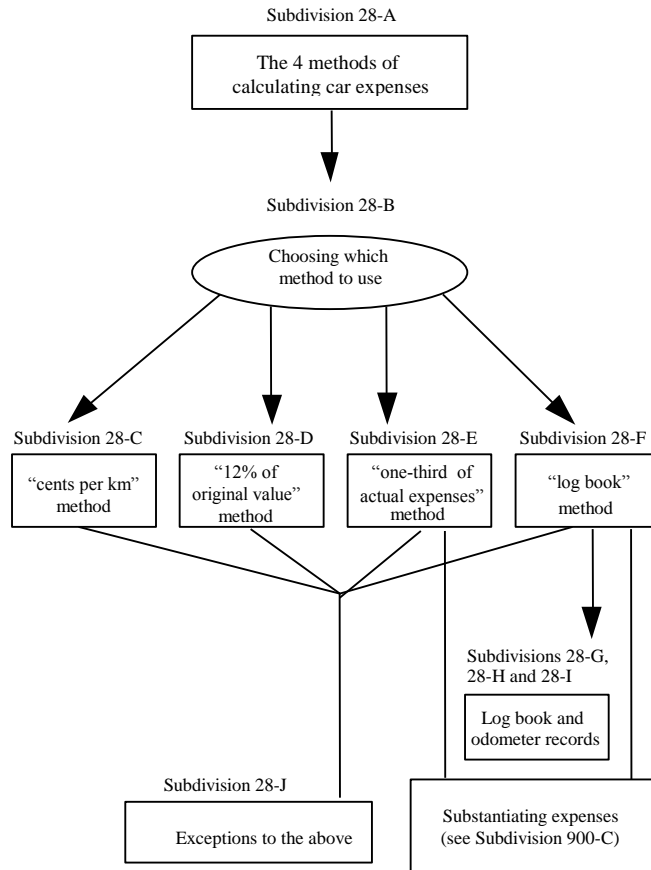 Subdivision 28-A
The 4 methods of
calculating car expenses
Subdivision 28-B
Choosing which
method to use
Subdivision 28-C
“cents per km”
method
Subdivision 28-D
“12% of
original value”
method
Subdivision 28-E
“one-third of
actual expenses”
method
Subdivision 28-F
“log book”
method
Subdivisions 28-G,
28-H and 28-I
Log book and
odometer records
Subdivision 28-J
Exceptions to the above
Substantiating expenses
(see Subdivision 900-C)